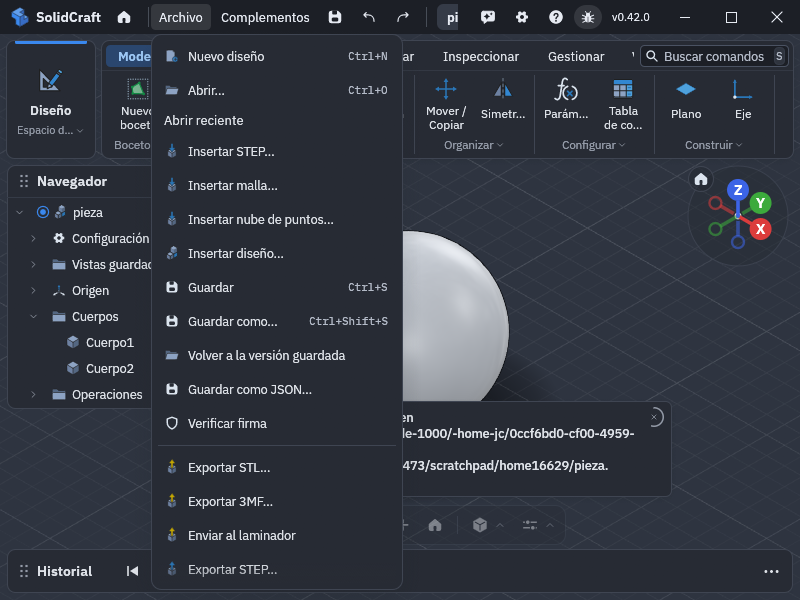 SolidCraft
Archivo
Complementos
pi
v0.42.0
Diseño
Espacio d...
Mode
Nuevo
bocet
Boceto
Inspeccionar
Gestionar
Buscar comandos
S
Mover /
Copiar
Simetr...
Organizar
Parám...
Tabla
de co...
Configurar
Plano
Eje
Construir
Nuevo diseño Ctrl+N
Abrir... Ctrl+O
Abrir reciente
Insertar STEP...
Insertar malla...
Insertar nube de puntos...
Insertar diseño...
Guardar Ctrl+S
Guardar como... Ctrl+Shift+S
Volver a la versión guardada
Guardar como JSON...
Verificar firma
Exportar STL...
Exportar 3MF...
Enviar al laminador
Exportar STEP...
Navegador
pieza
Configuración
Vistas guardad
Origen
Cuerpos
Cuerpo1
Cuerpo2
Operaciones
Z
Y
X
en
de-1000/-home-jc/0ccf6bd0-cf00-4959-
473/scratchpad/home16629/pieza.
Historial